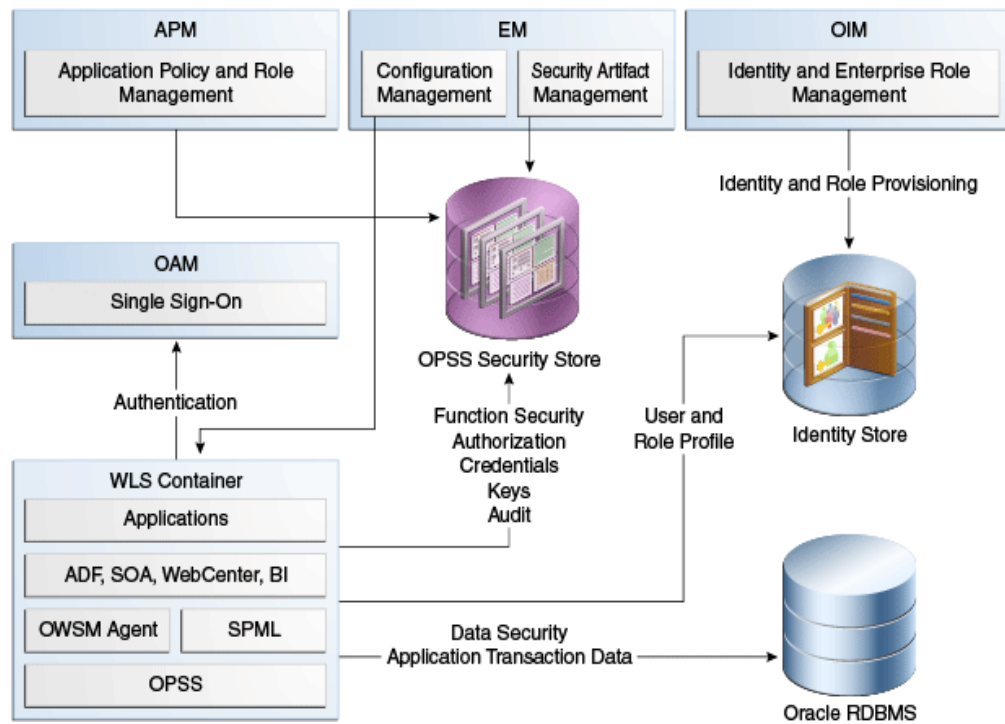 APM
Application Policy and Role
Management
EM
Configuration
Management
Security Artifact
Management
OIM
Identity and Enterprise Role
Management
Identity and Role Provisioning
OAM
Single Sign-On
OPSS Security Store
Authentication
Function Security
Authorization
Credentials
Keys
Audit
User and
Role Profile
Identity Store
WLS Container
Applications
ADF, SOA, WebCenter, BI
OWSM Agent
SPML
OPSS
Data Security
Application Transaction Data
Oracle RDBMS